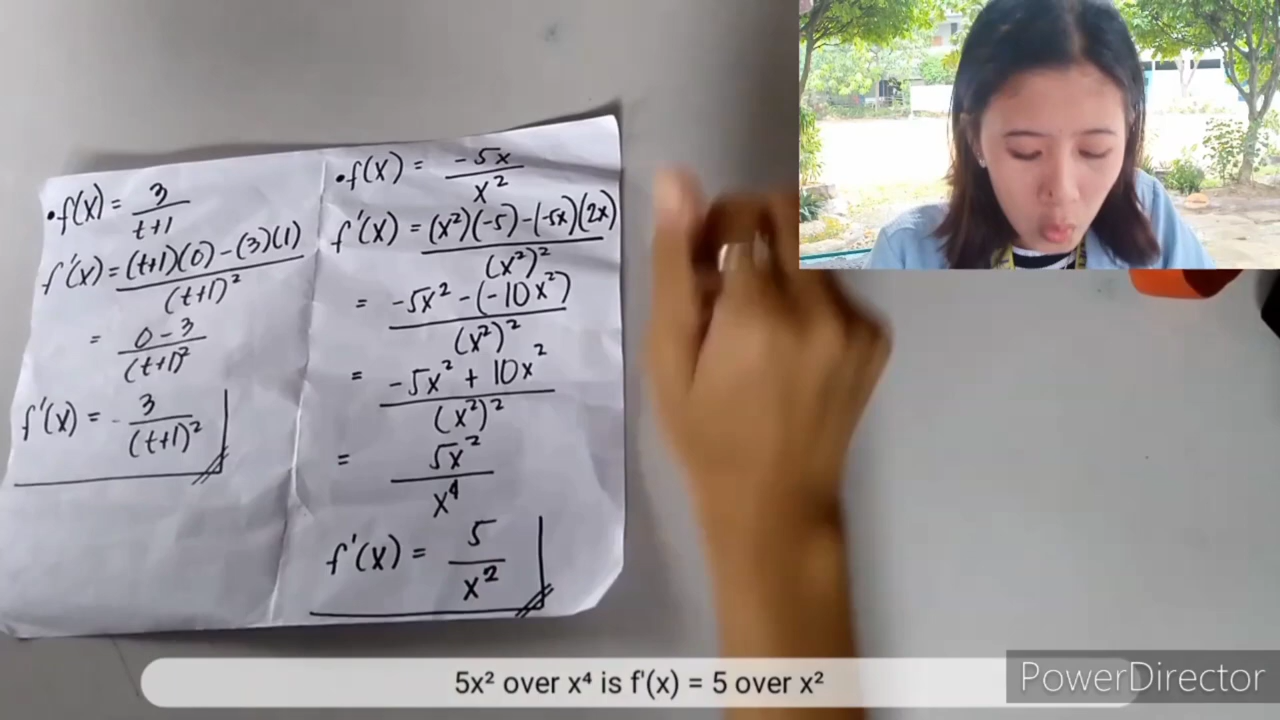 •f(x) = 3/(t+1)
f'(x) = ((t+1)(0) - (3)(1))/(t+1)²
= (0 - 3)/(t+1)²
f'(x) = - 3/(t+1)²
•f(x) = -5x/x²
f'(x) = ((x²)(-5) - (-5x)(2x))/(x²)²
= (-5x² - (-10x²))/(x²)²
= (-5x² + 10x²)/(x²)²
= 5x²/x⁴
f'(x) = 5/x²
5x² over x⁴ is f'(x) = 5 over x²
PowerDirector